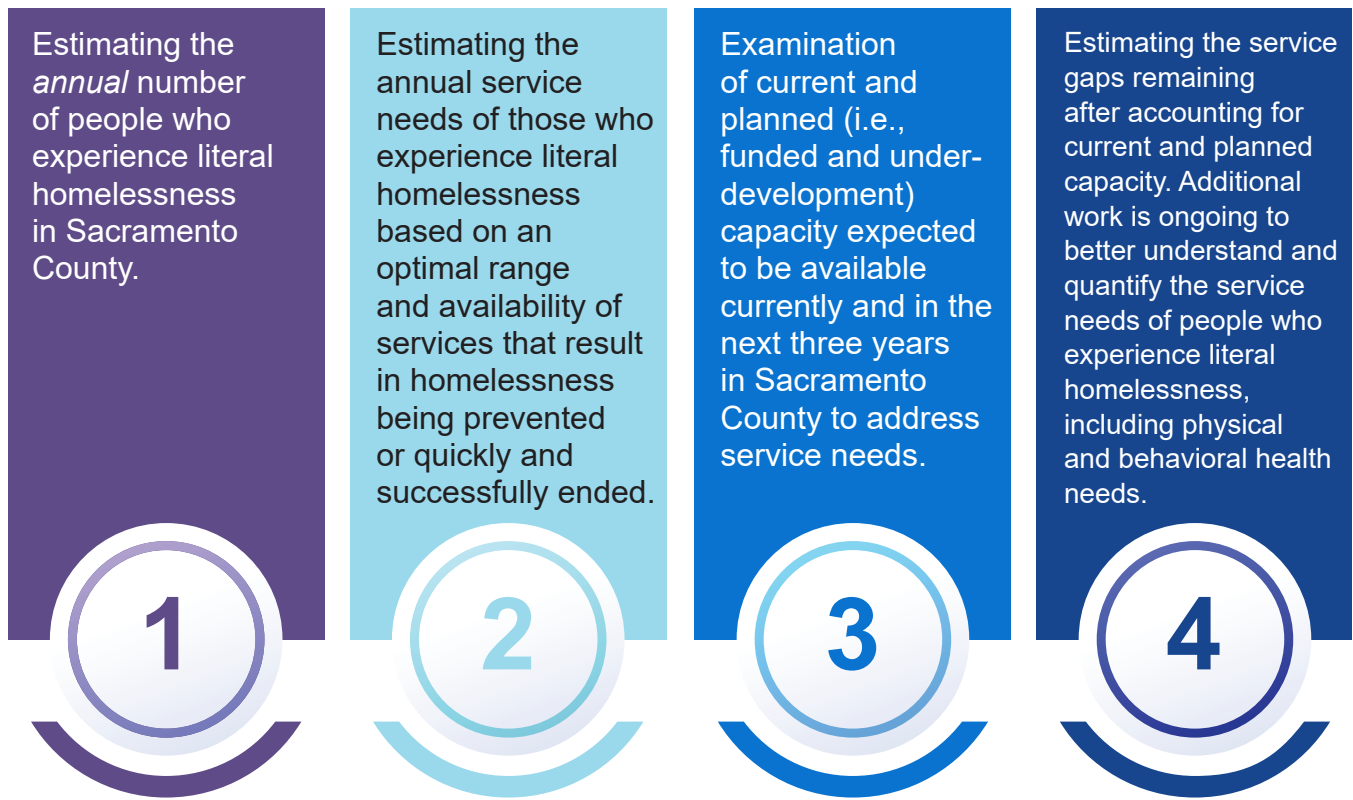 Estimating the
annual number
of people who
experience literal
homelessness
in Sacramento
County.
1
Estimating the
annual service
needs of those who
experience literal
homelessness
based on an
optimal range
and availability of
services that result
in homelessness
being prevented
or quickly and
successfully ended.
2
Examination
of current and
planned (i.e.,
funded and under-
development)
capacity expected
to be available
currently and in the
next three years
in Sacramento
County to address
service needs.
3
Estimating the service
gaps remaining
after accounting for
current and planned
capacity. Additional
work is ongoing to
better understand and
quantify the service
needs of people who
experience literal
homelessness,
including physical
and behavioral health
needs.
4